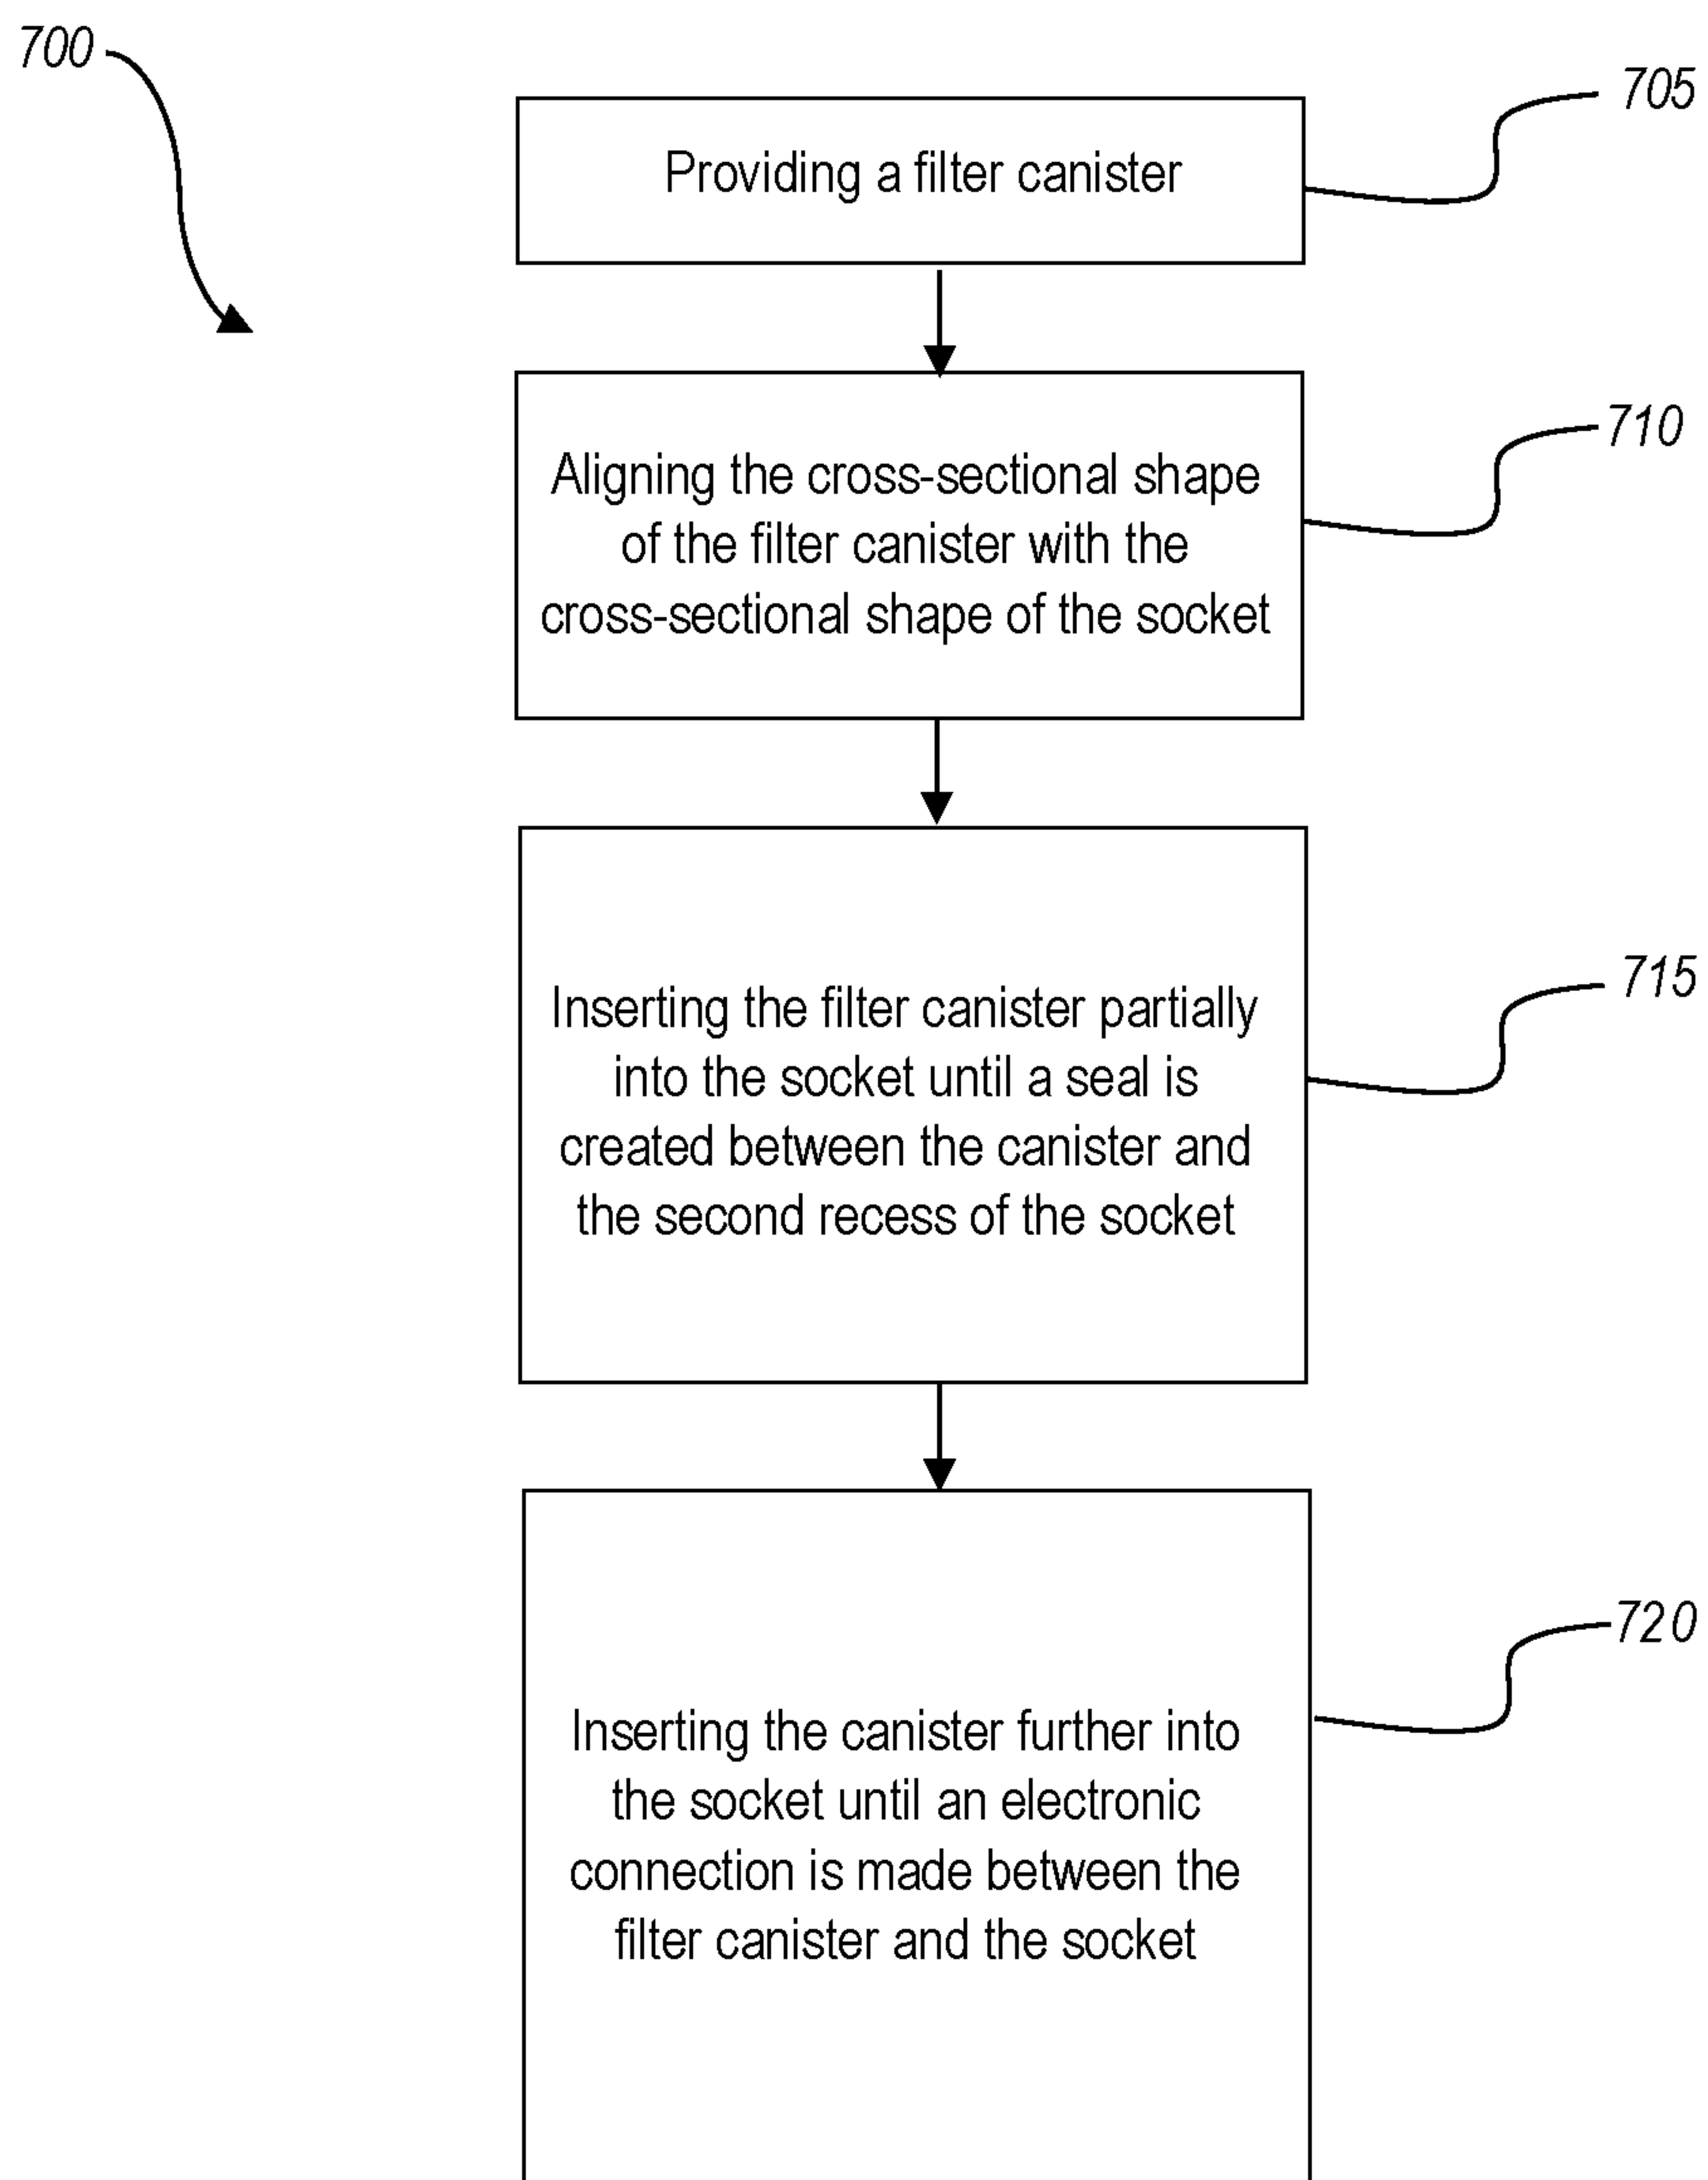 700
705
Providing a filter canister
710
Aligning the cross-sectional shape
of the filter canister with the
cross-sectional shape of the socket
715
Inserting the filter canister partially
into the socket until a seal is
created between the canister and
the second recess of the socket
720
Inserting the canister further into
the socket until an electronic
connection is made between the
filter canister and the socket